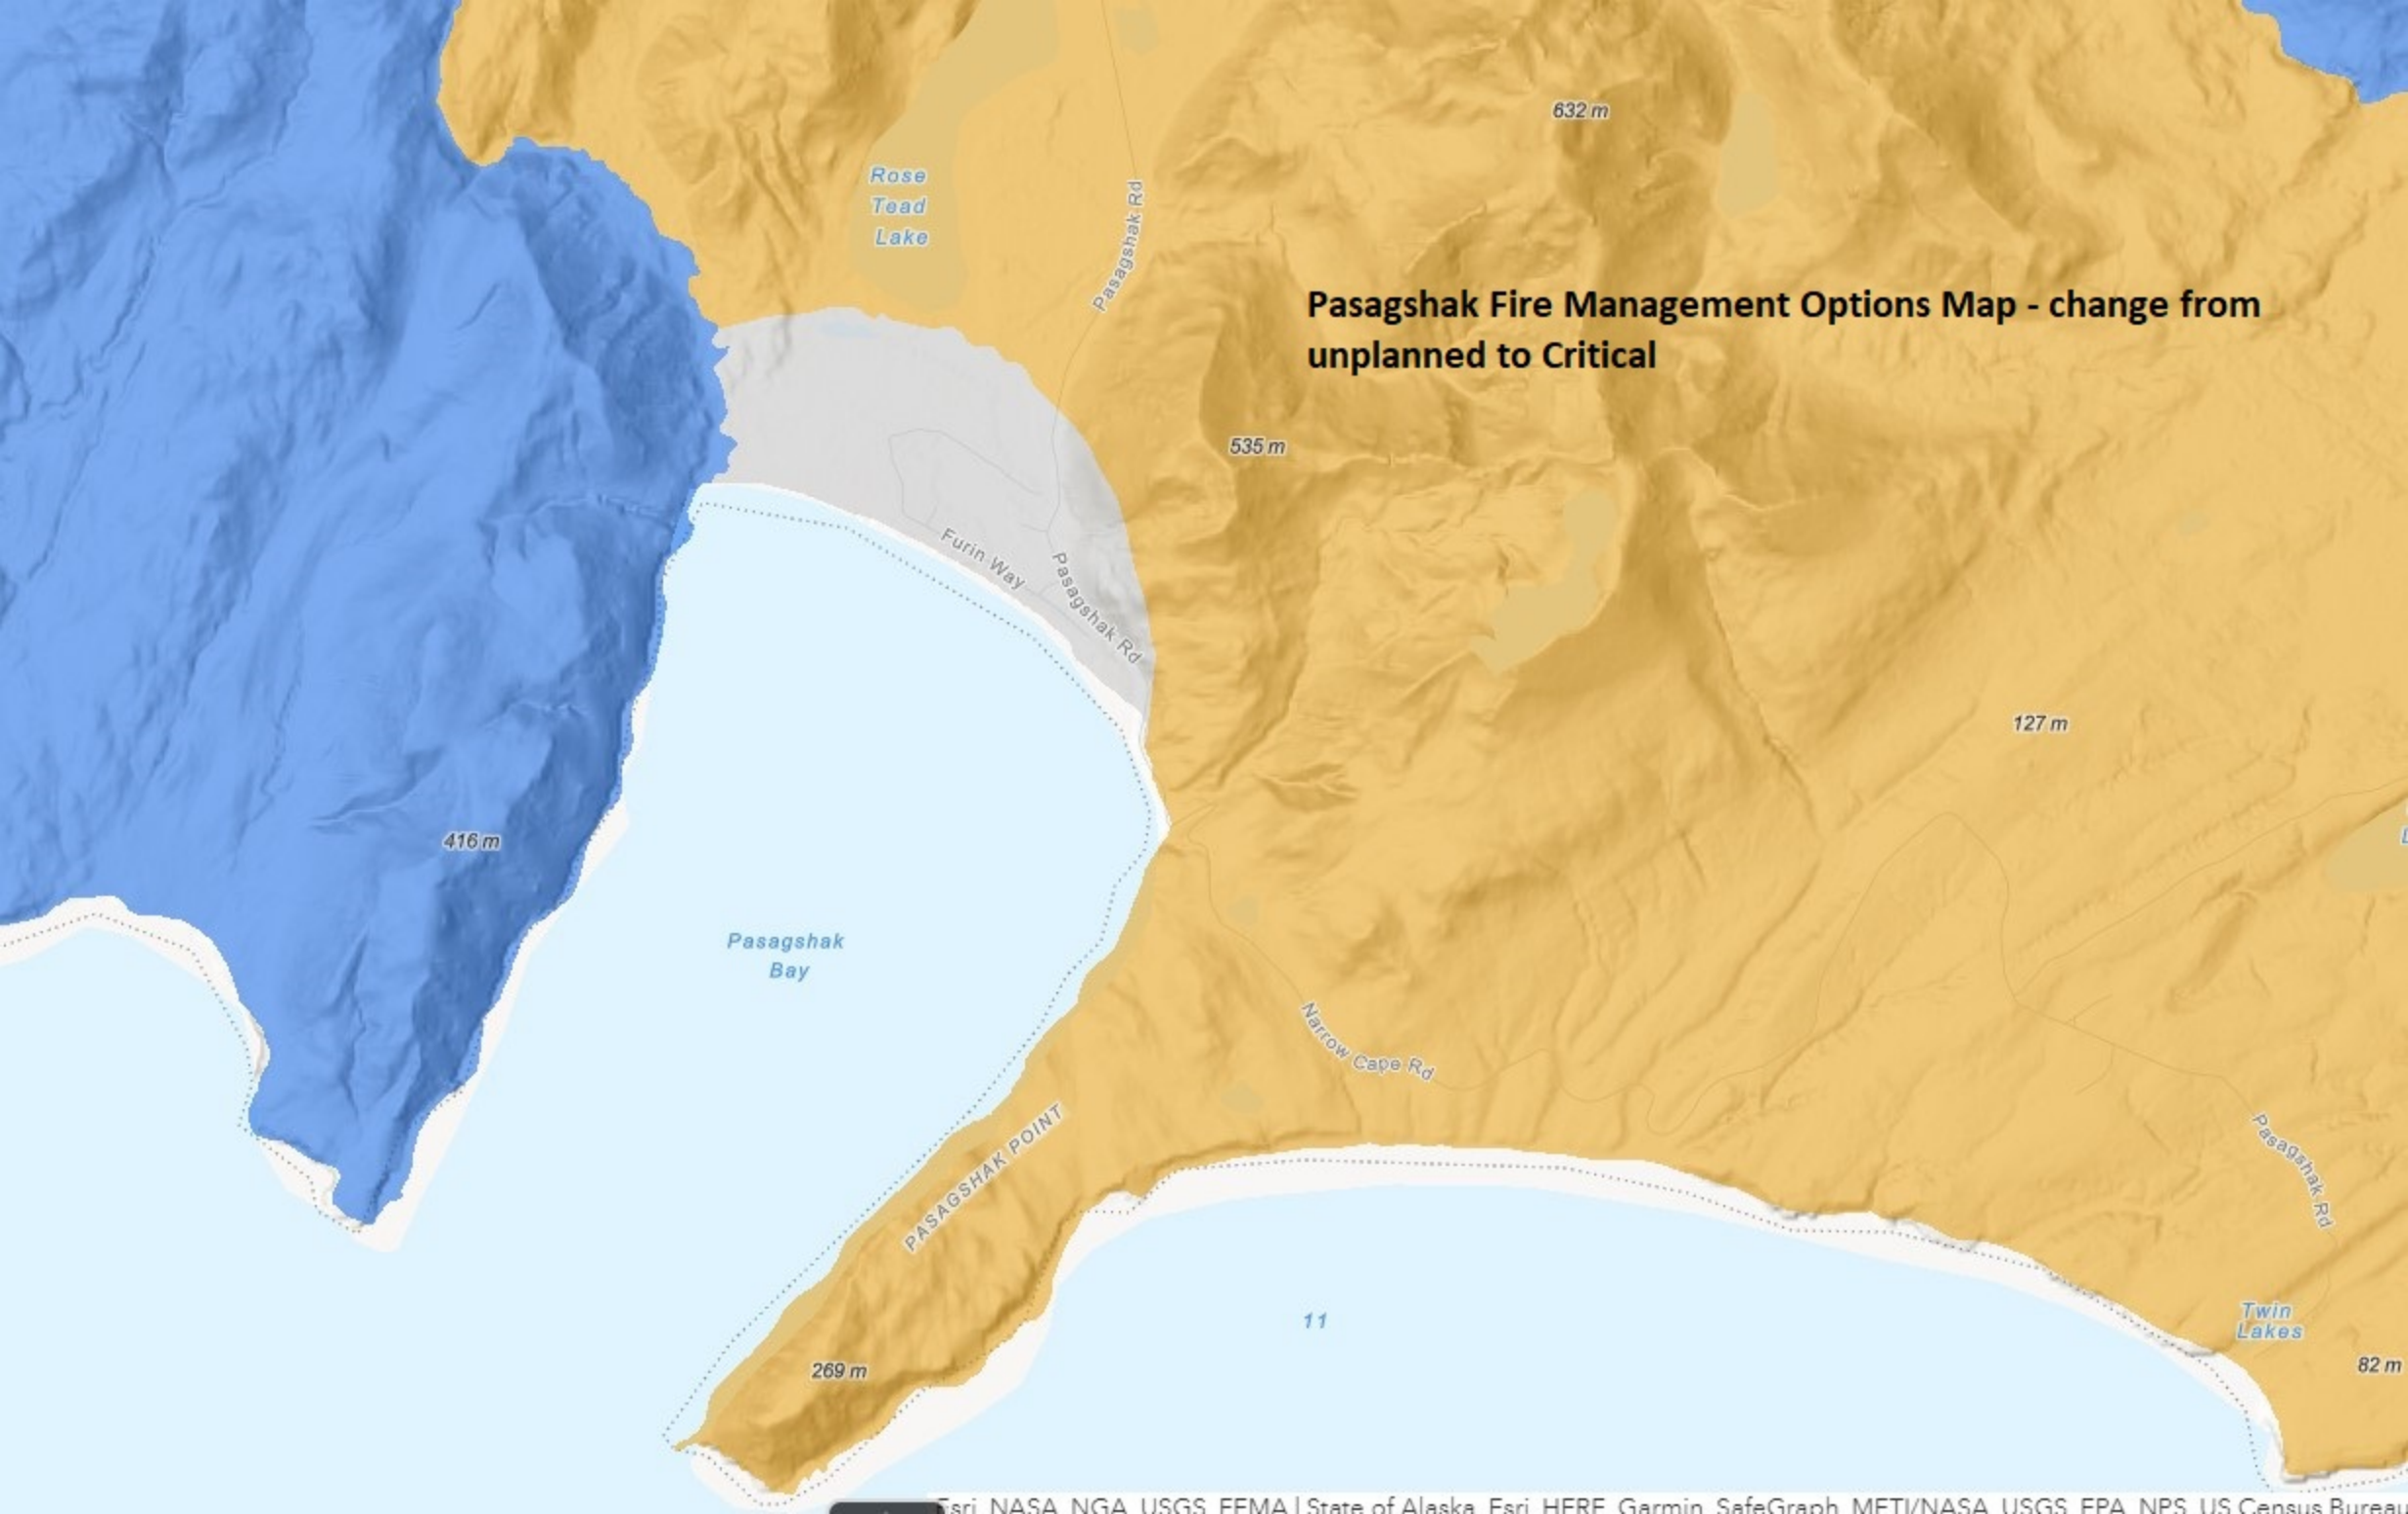 632 m
Rose
Tead
Lake
Pasagshak Rd
Pasagshak Fire Management Options Map - change from
unplanned to Critical
535 m
Furin Way
Pasagshak Rd
127 m
416 m
Pasagshak
Bay
Narrow Cape Rd
PASAGSHAK POINT
Pasagshak Rd
11
Twin
Lakes
269 m
82 m
Esri, NASA, NGA, USGS, FEMA | State of Alaska, Esri, HERE, Garmin, SafeGraph, METI/NASA, USGS, EPA, NPS, US Census Bureau